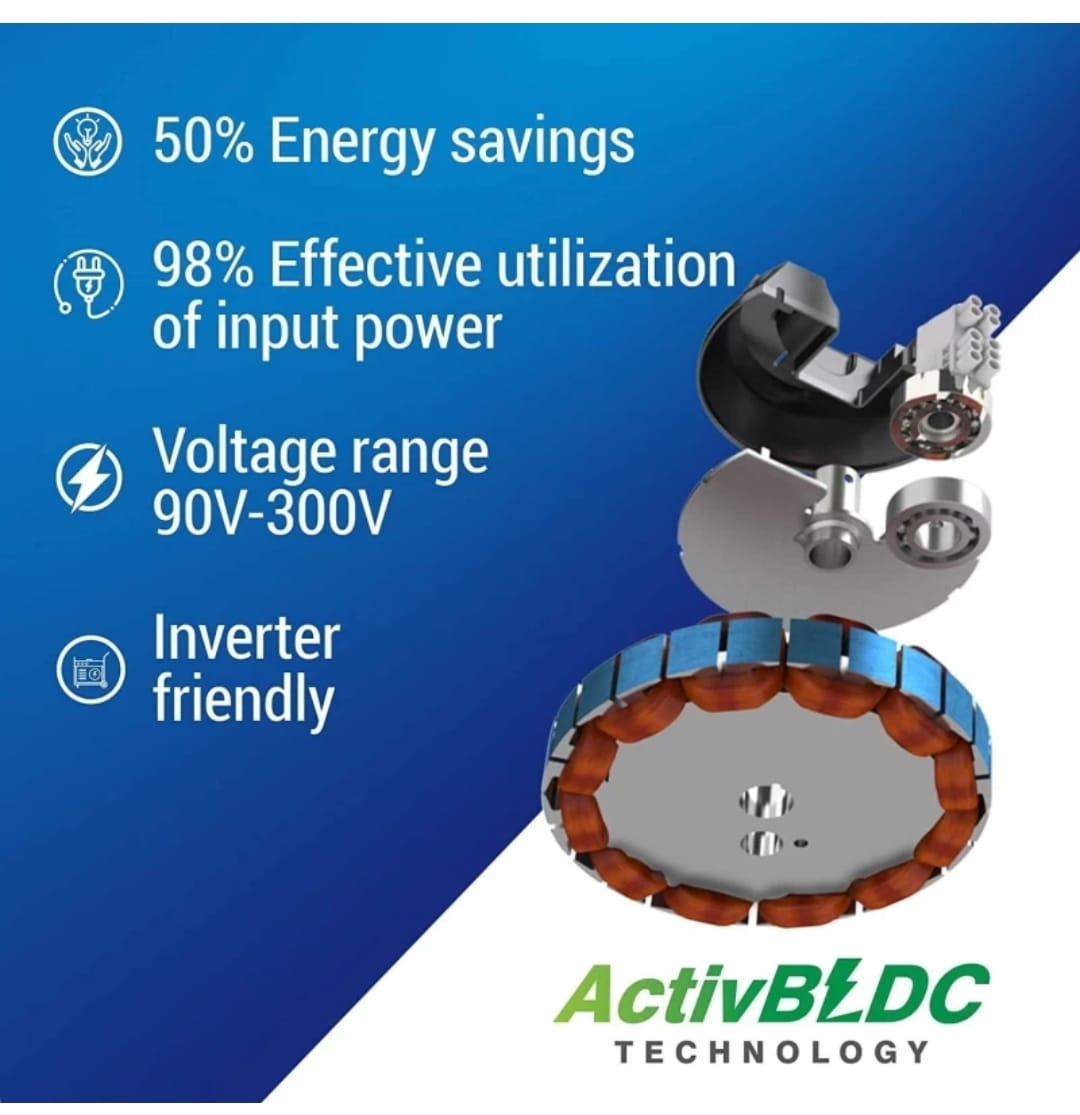 50% Energy savings
98% Effective utilization
of input power
Voltage range
90V-300V
Inverter
friendly
ActivBLDC
TECHNOLOGY